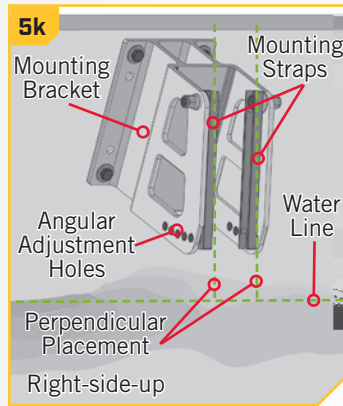 5k
Mounting
Bracket
Mounting
Straps
Angular
Adjustment
Holes
Water
Line
Perpendicular
Placement
Right-side-up